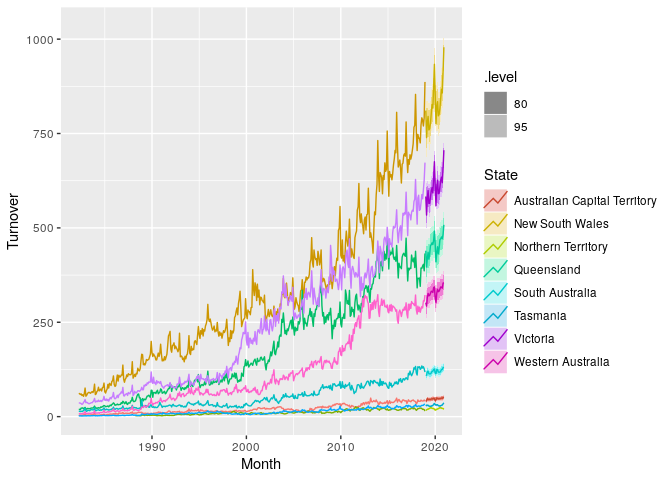 1000
750
500
250
0
Turnover
1990
2000
2010
2020
Month
.level
80
95
State
Australian Capital Territory
New South Wales
Northern Territory
Queensland
South Australia
Tasmania
Victoria
Western Australia